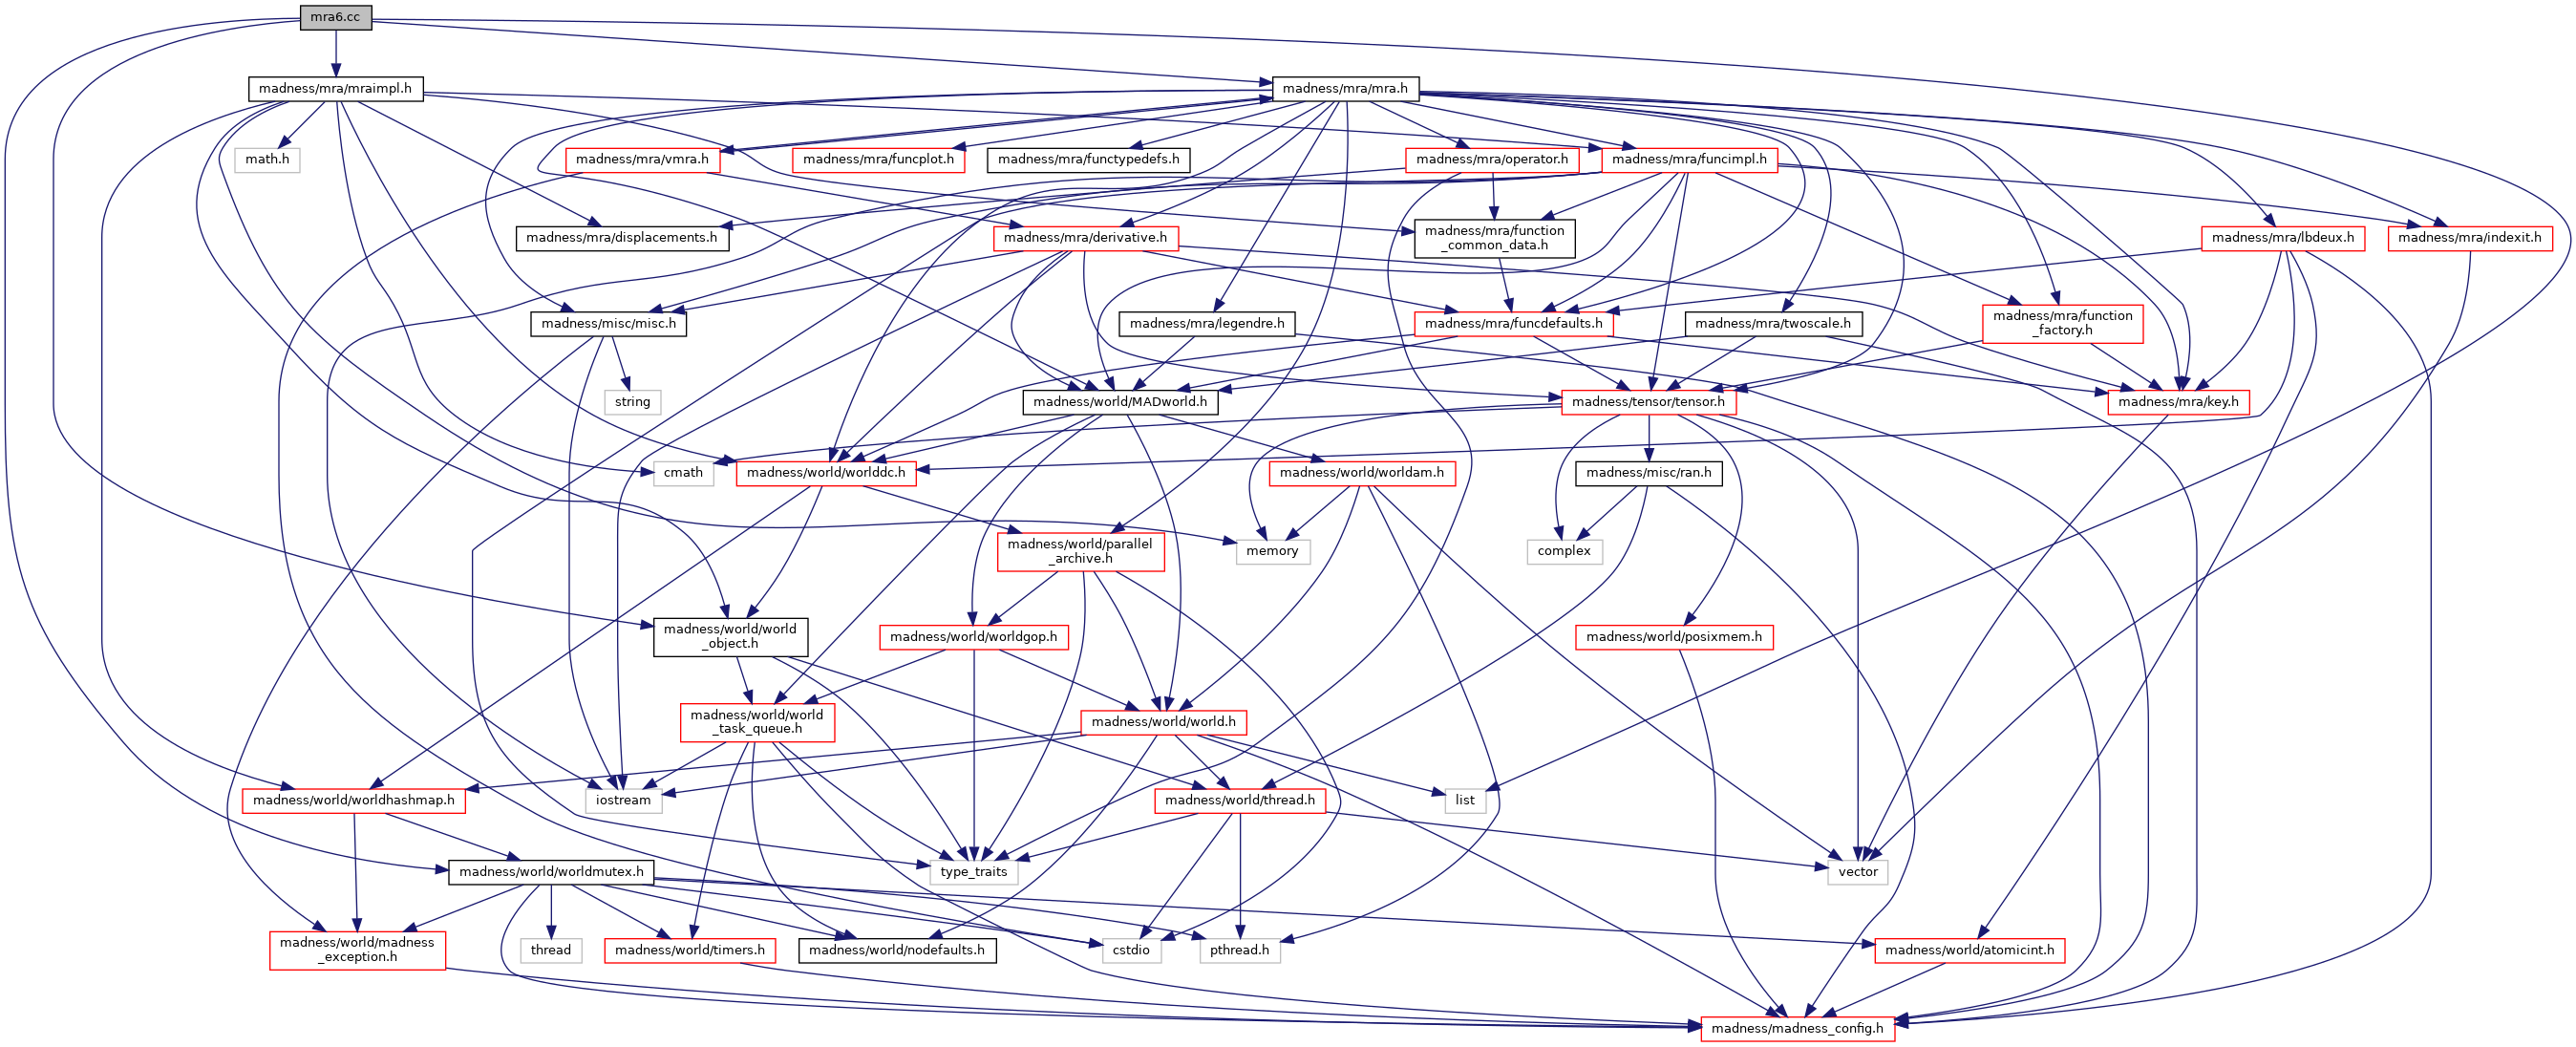 mra6.cc
madness/mra/mraimpl.h
madness/mra/mra.h
math.h
madness/mra/vmra.h
madness/mra/funcplot.h
madness/mra/functypedefs.h
madness/mra/operator.h
madness/mra/funcimpl.h
madness/mra/displacements.h
madness/mra/derivative.h
madness/mra/function
_common_data.h
madness/mra/lbdeux.h
madness/mra/indexit.h
madness/misc/misc.h
madness/mra/legendre.h
madness/mra/funcdefaults.h
madness/mra/twoscale.h
madness/mra/function
_factory.h
string
madness/world/MADworld.h
madness/tensor/tensor.h
madness/mra/key.h
cmath
madness/world/worlddc.h
madness/world/worldam.h
madness/misc/ran.h
madness/world/parallel
_archive.h
memory
complex
madness/world/world
_object.h
madness/world/worldgop.h
madness/world/posixmem.h
madness/world/world
_task_queue.h
madness/world/world.h
madness/world/worldhashmap.h
iostream
madness/world/thread.h
list
madness/world/worldmutex.h
type_traits
vector
madness/world/madness
_exception.h
thread
madness/world/timers.h
madness/world/nodefaults.h
cstdio
pthread.h
madness/world/atomicint.h
madness/madness_config.h